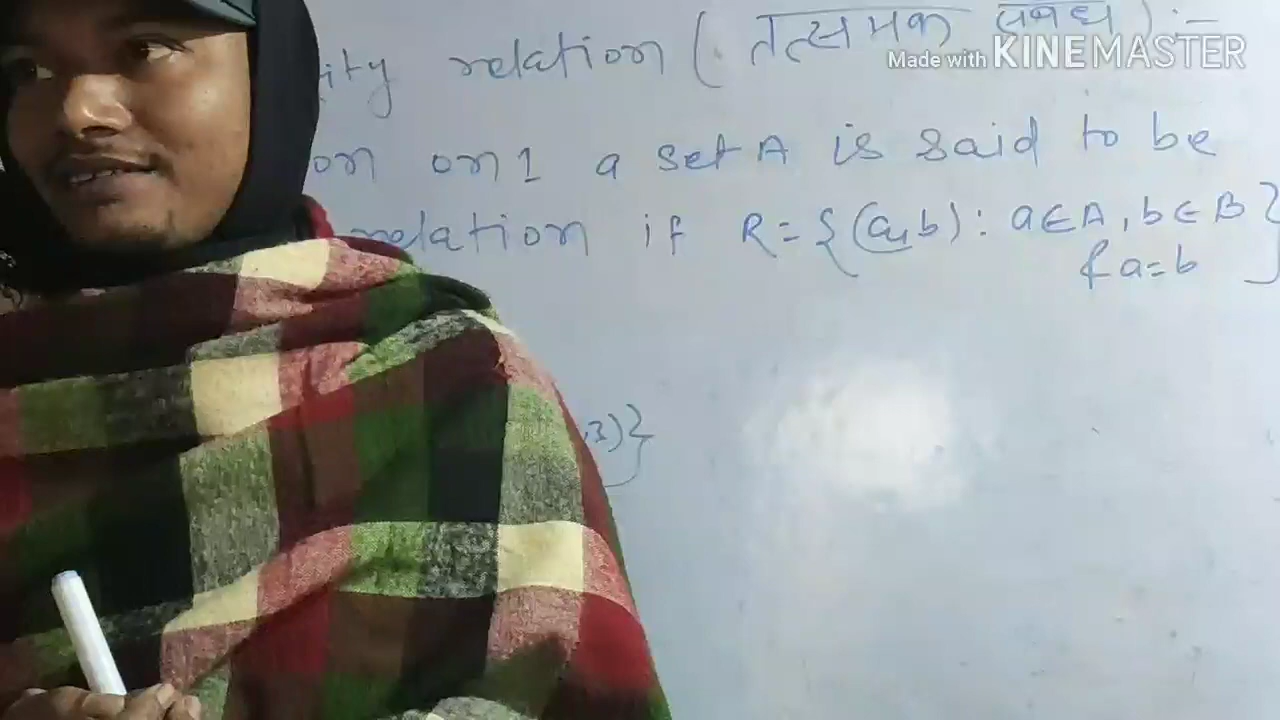 ity relation ( तत्समक संबंध ) :-
Made with KINEMASTER
on on 1 a set A is said to be
relation if R = {(a, b) : a ∈ A, b ∈ B
& a = b }
,3)}